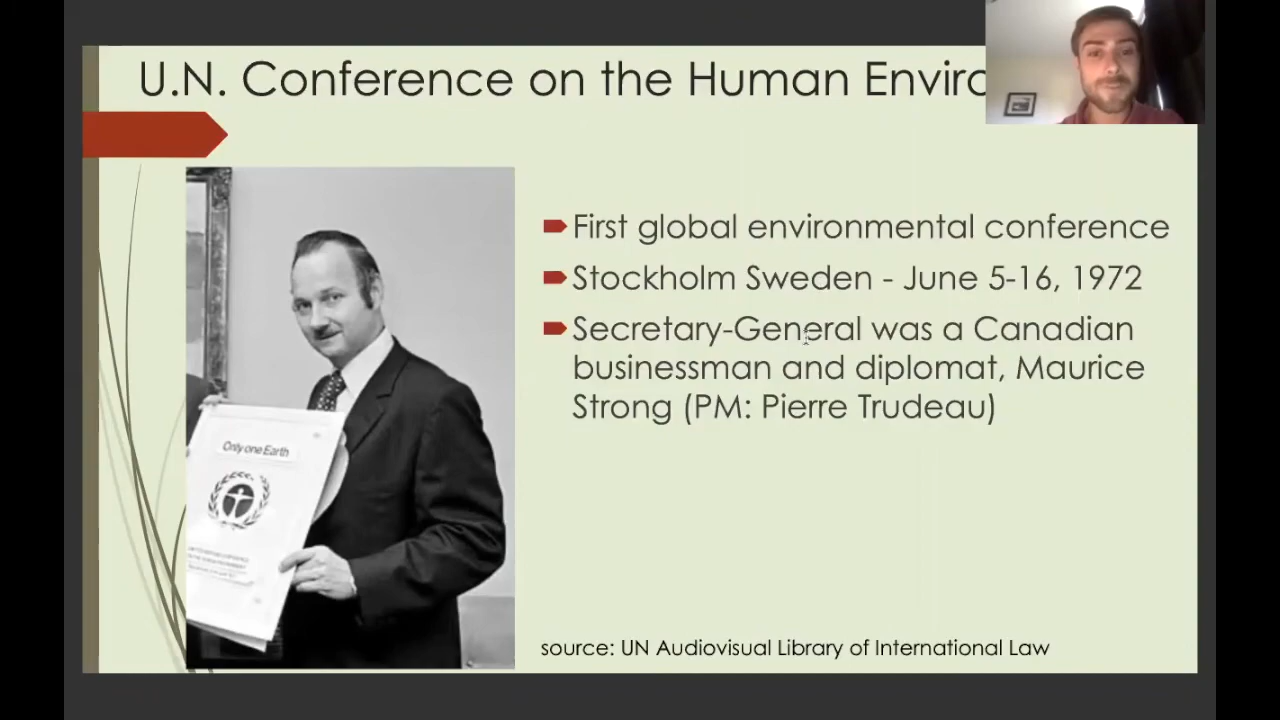 U.N. Conference on the Human Enviro
First global environmental conference
Stockholm Sweden - June 5-16, 1972
Secretary-General was a Canadian
businessman and diplomat, Maurice
Strong (PM: Pierre Trudeau)
Only one Earth
source: UN Audiovisual Library of International Law